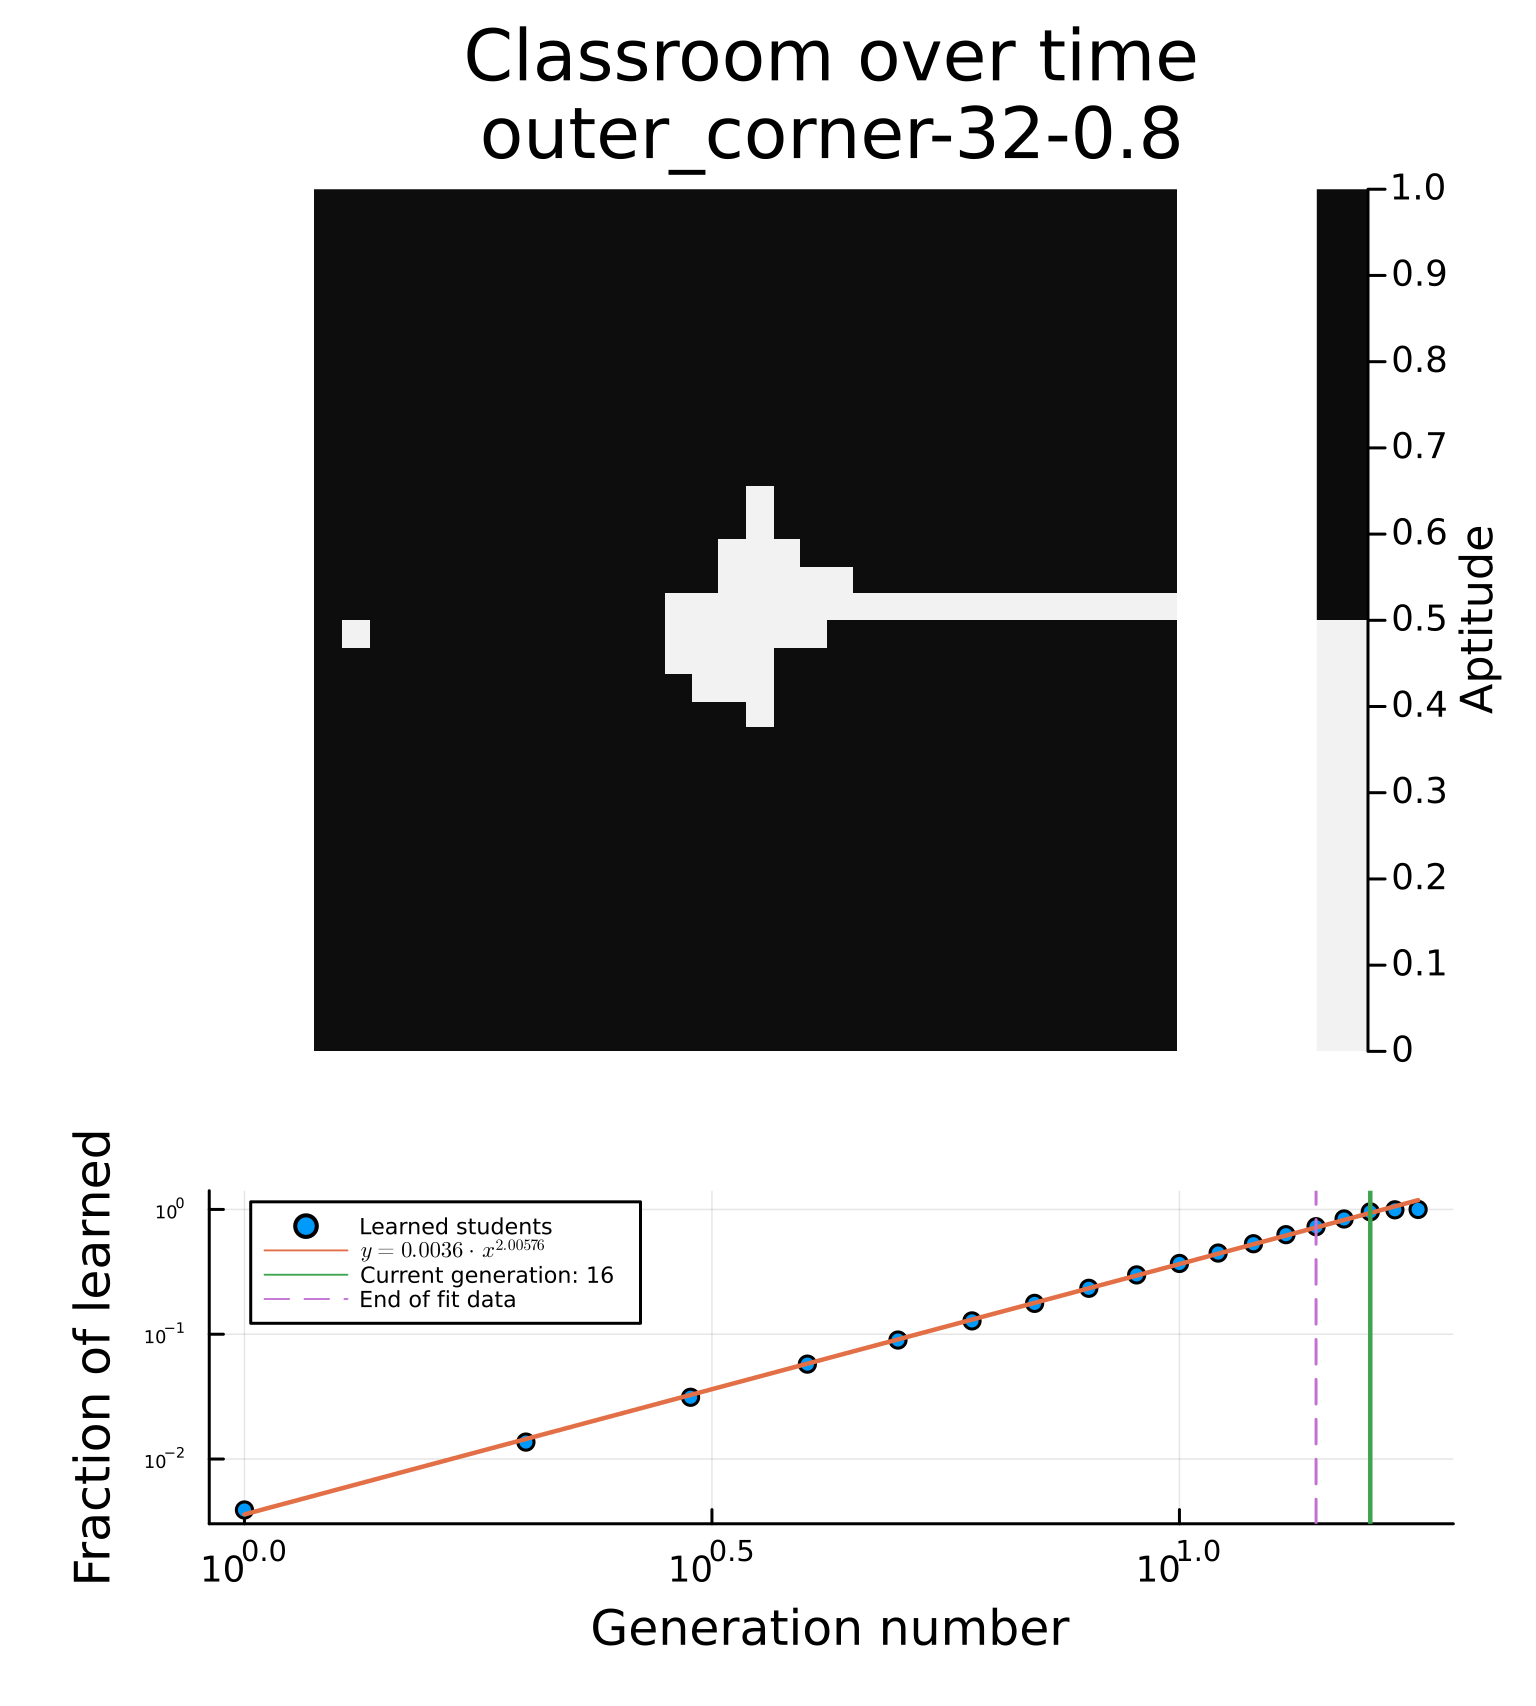 Classroom over time
outer_corner-32-0.8
1.0
0.9
0.8
0.7
0.6
0.5
0.4
0.3
0.2
0.1
0
Aptitude
Fraction of learned
10⁰
10⁻¹
10⁻²
Learned students
y = 0.0036 · x^2.00576
Current generation: 16
End of fit data
10^0.0
10^0.5
10^1.0
Generation number